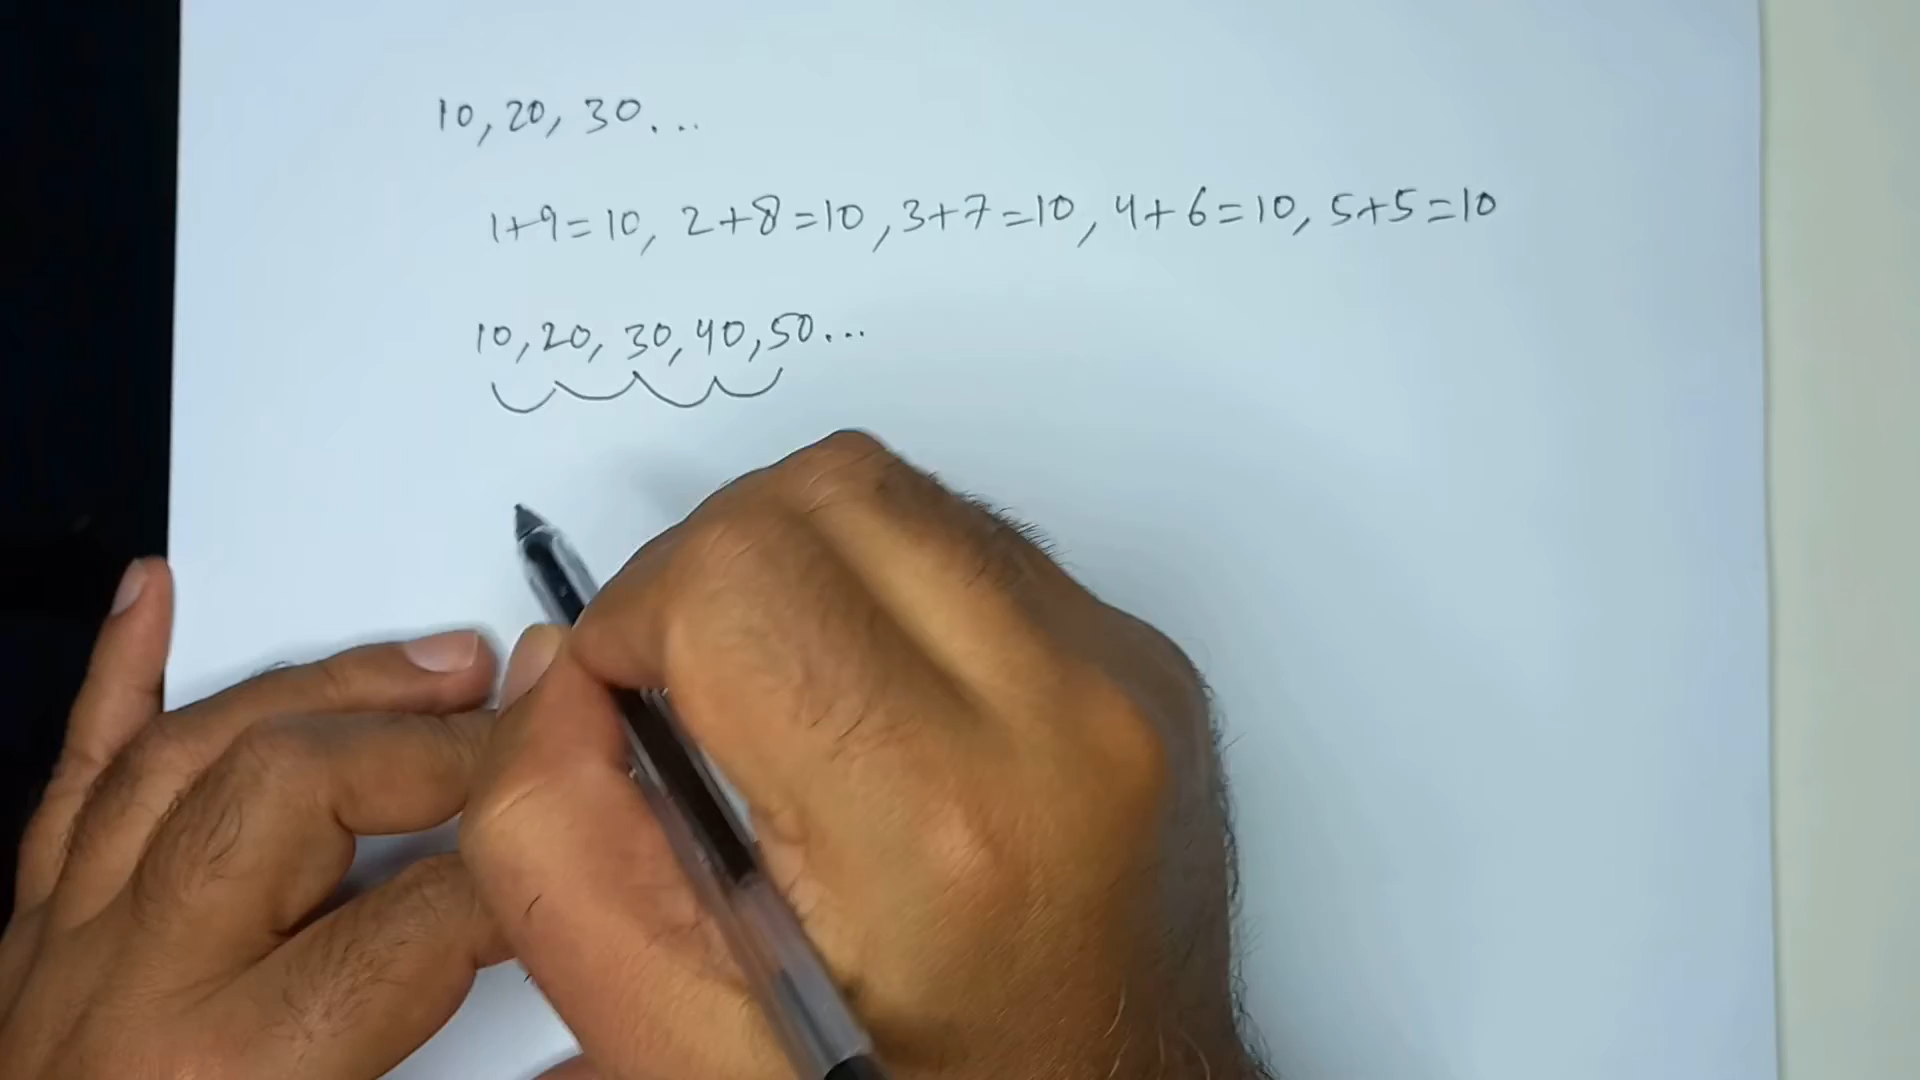 10, 20, 30...
1+9=10, 2+8=10, 3+7=10, 4+6=10, 5+5=10
10, 20, 30, 40, 50...